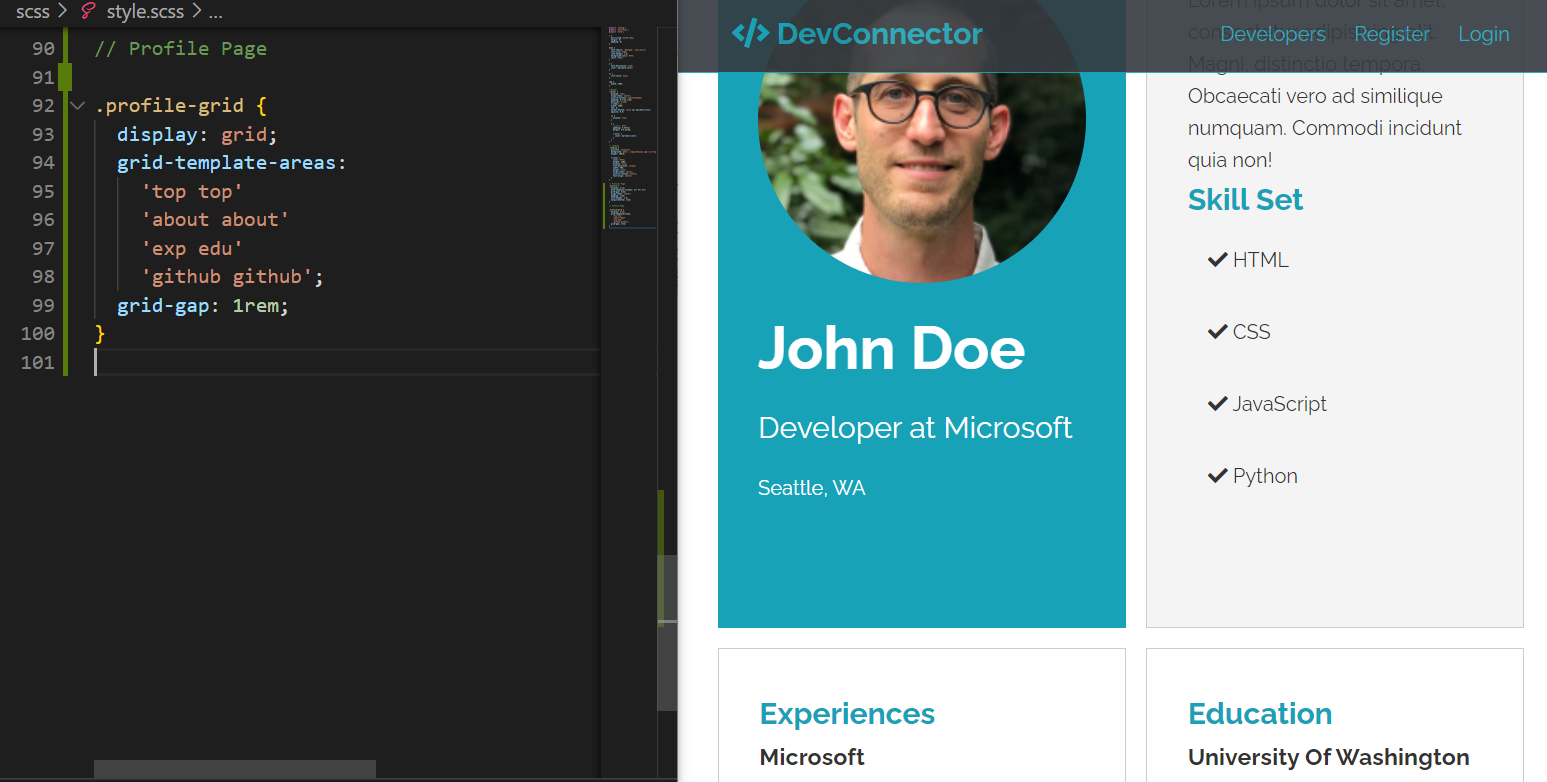 scss > style.scss > ...
90 // Profile Page
91
92 .profile-grid {
93 display: grid;
94 grid-template-areas:
95 'top top'
96 'about about'
97 'exp edu'
98 'github github';
99 grid-gap: 1rem;
100 }
101
DevConnector
Developers Register Login
John Doe
Developer at Microsoft
Seattle, WA
Lorem ipsum dolor sit amet,
Magni, distinctio tempora.
Obcaecati vero ad similique
numquam. Commodi incidunt
quia non!
Skill Set
HTML
CSS
JavaScript
Python
Experiences
Microsoft
Education
University Of Washington